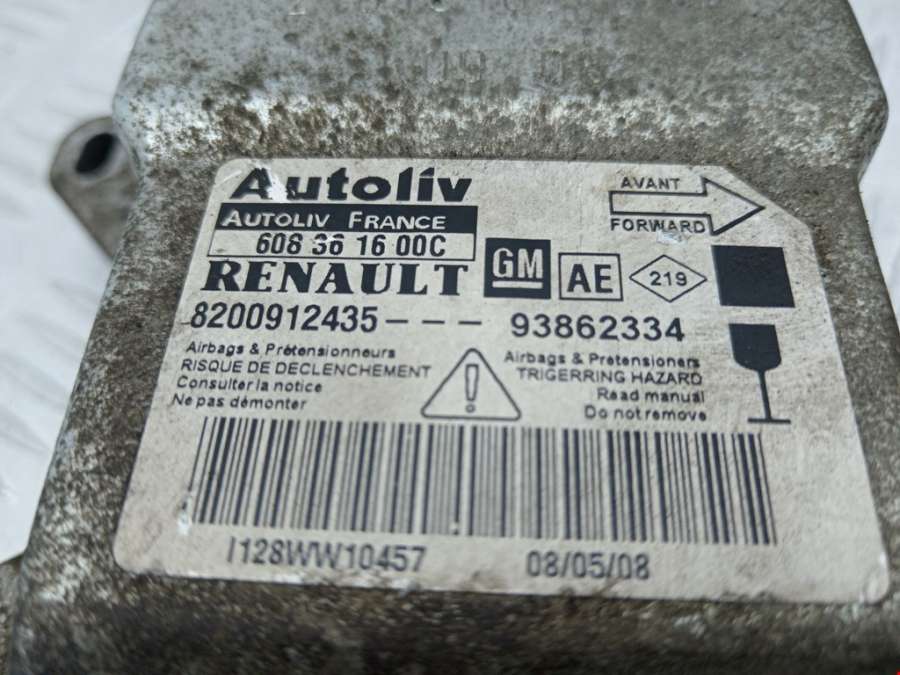 Autoliv
AUTOLIV FRANCE
608 36 16 00C
AVANT
FORWARD
RENAULT GM AE 219
8200912435--- 93862334
Airbags & Prétensionneurs
RISQUE DE DECLENCHEMENT
Consulter la notice
Ne pas démonter
Airbags & Pretensioners
TRIGERRING HAZARD
Read manual
Do not remove
I128WW10457 08/05/08